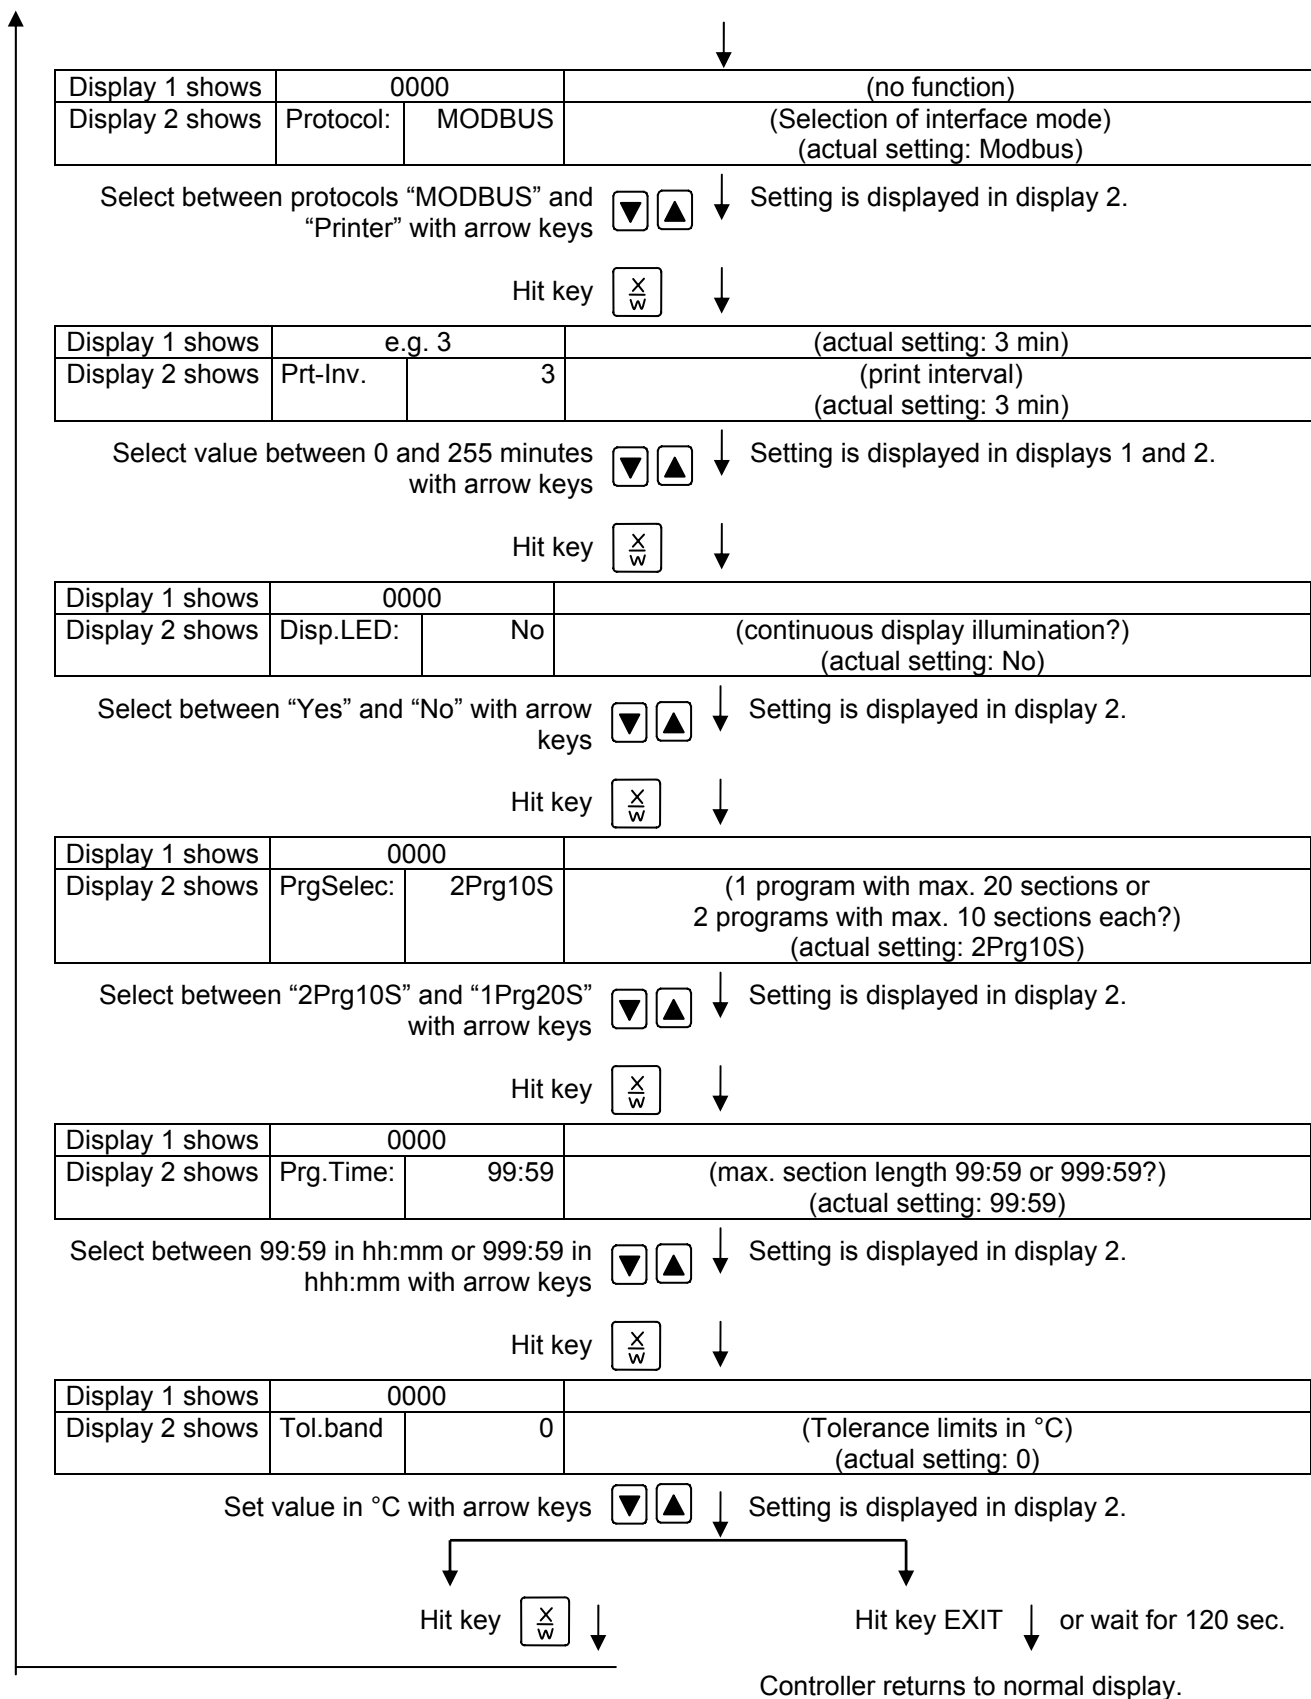 Display 1 shows 0000 (no function)
Display 2 shows Protocol: MODBUS (Selection of interface mode)
(actual setting: Modbus)
Select between protocols “MODBUS” and Setting is displayed in display 2.
“Printer” with arrow keys
Hit key X W
Display 1 shows e.g. 3 (actual setting: 3 min)
Display 2 shows Prt-Inv. 3 (print interval)
(actual setting: 3 min)
Select value between 0 and 255 minutes Setting is displayed in displays 1 and 2.
with arrow keys
Hit key X W
Display 1 shows 0000
Display 2 shows Disp.LED: No (continuous display illumination?)
(actual setting: No)
Select between “Yes” and “No” with arrow Setting is displayed in display 2.
keys
Hit key X W
Display 1 shows 0000
Display 2 shows PrgSelec: 2Prg10S (1 program with max. 20 sections or
2 programs with max. 10 sections each?)
(actual setting: 2Prg10S)
Select between “2Prg10S” and “1Prg20S” Setting is displayed in display 2.
with arrow keys
Hit key X W
Display 1 shows 0000
Display 2 shows Prg.Time: 99:59 (max. section length 99:59 or 999:59?)
(actual setting: 99:59)
Select between 99:59 in hh:mm or 999:59 in Setting is displayed in display 2.
hhh:mm with arrow keys
Hit key X W
Display 1 shows 0000
Display 2 shows Tol.band 0 (Tolerance limits in °C)
(actual setting: 0)
Set value in °C with arrow keys Setting is displayed in display 2.
Hit key X W Hit key EXIT or wait for 120 sec.
Controller returns to normal display.